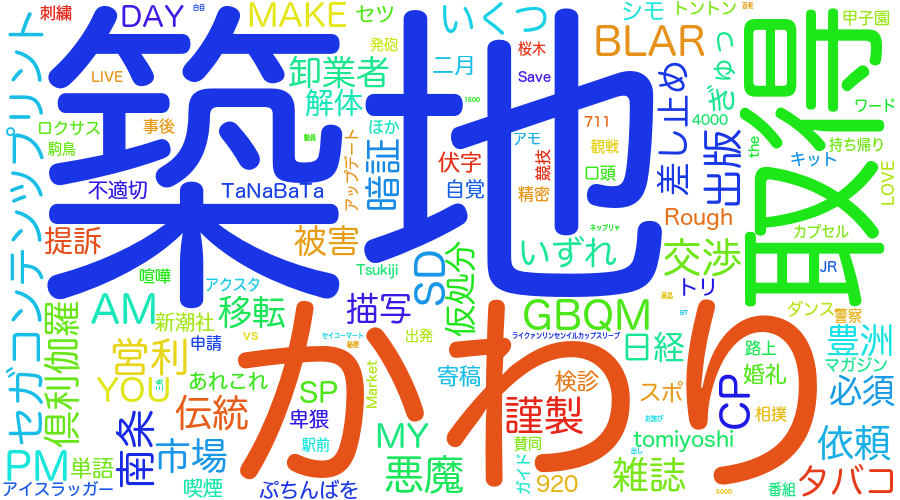 刺繍
DAY
白目
MAKE
セツ
いくつ
シモ
トントン
甲子園
築地
取得
かわり
発砲
桜木
BLAR
ぎゅっ
LIVE
卸業者
二月
Save
差し止め
ワード
解体
1500
4000
ロクサス
事後
動員
ほか
アモ
711
the
持ち帰り
駒鳥
アップデート
暗証
伏字
競技
観戦
出版
キット
不適切
TaNaBaTa
自覚
精密
口頭
LOVE
セガコンテンツプリント
提訴
被害
ネップリャ
Rough
カプセル
喧嘩
Tsukiji
SD
仮処分
いずれ
交渉
JR
アクスタ
トリ
AM
移転
描写
液晶
ダンス
新潮社
出発
GBQM
BT
警察
倶利伽羅
申請
vs
セイコーマート
ライクァンリンセンイルカップスリープ
日経
路上
豊洲
営利
Market
マガジン
YOU
あれこれ
SP
寄稿
検診
スポ
婚礼
必須
南条
伝統
卑猥
謹製
CP
相撲
PM
単語
市場
駅前
MY
賛同
tomiyoshi
依頼
悪魔
ガイド
雑誌
アイスラッガー
喫煙
ぷちんばを
920
5000
番組
タバコ
お詫び